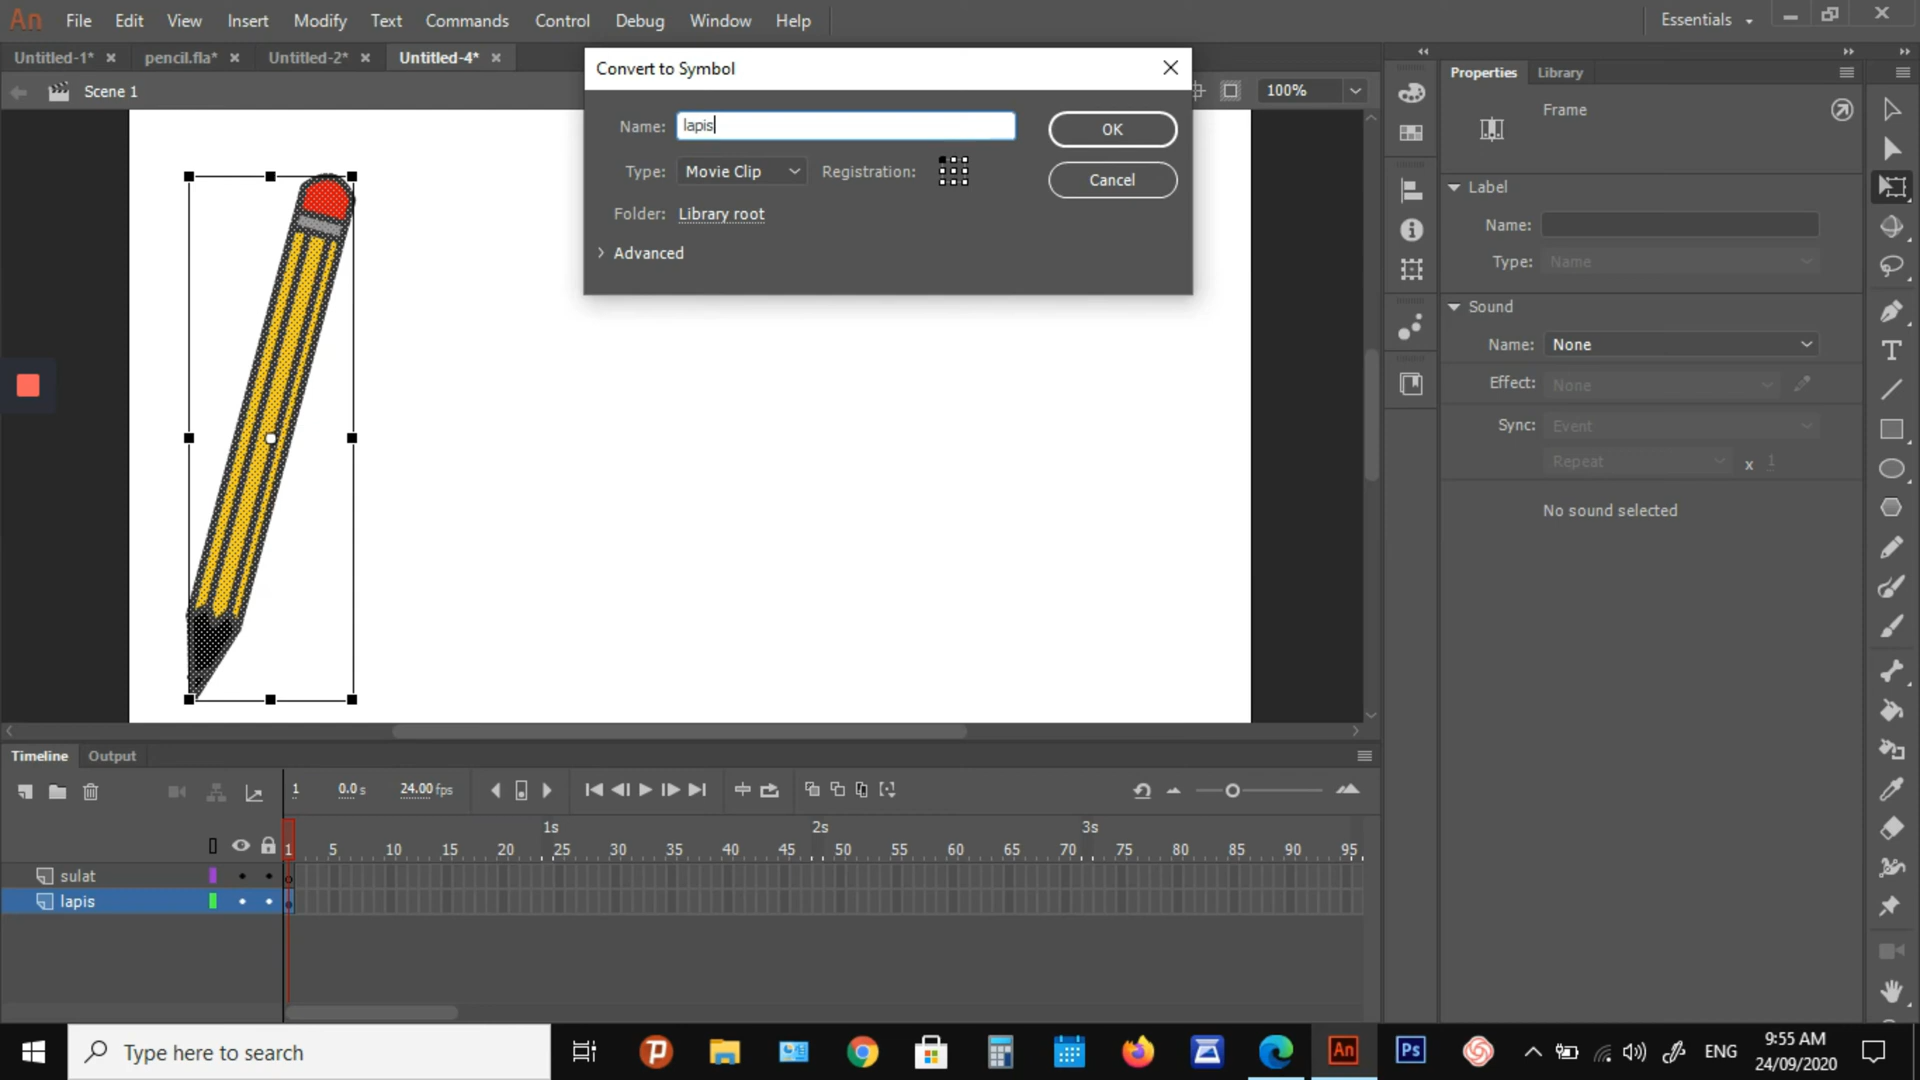 An File Edit View Insert Modify Text Commands Control Debug Window Help Essentials
Untitled-1* × pencil.fla* × Untitled-2* × Untitled-4* ×
Scene 1
100%
Convert to Symbol
Name: lapis
OK
Type: Movie Clip Registration:
Cancel
Folder: Library root
Advanced
Properties Library
Frame
Label
Name:
Type: Name
Sound
Name: None
Effect: None
Sync: Event
Repeat x 1
No sound selected
Timeline Output
1 0.0 s 24.00 fps
1s 2s 3s
1 5 10 15 20 25 30 35 40 45 50 55 60 65 70 75 80 85 90 95
sulat
lapis
Type here to search
An
Ps
ENG
9:55 AM
24/09/2020